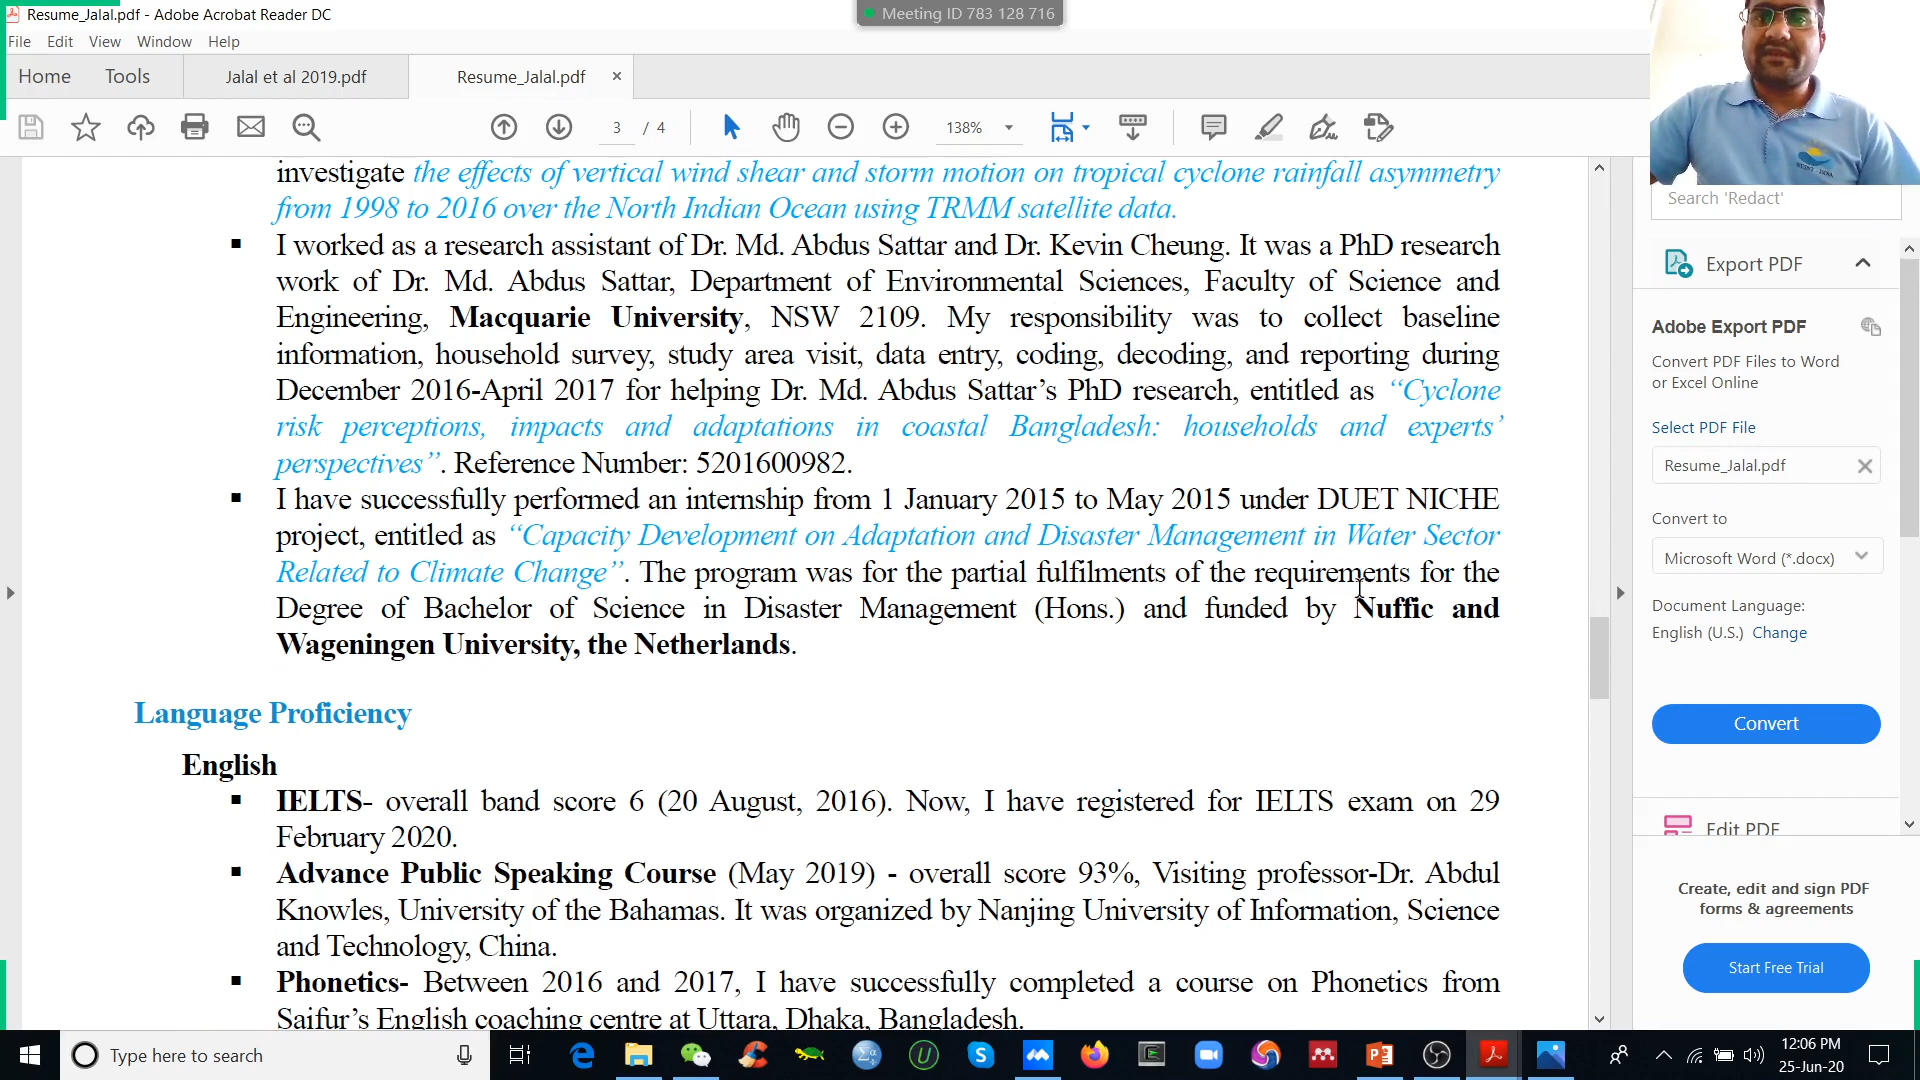 Resume_Jalal.pdf - Adobe Acrobat Reader DC
Meeting ID 783 128 716
File Edit View Window Help
Home Tools Jalal et al 2019.pdf Resume_Jalal.pdf ×
3 / 4 138%
investigate the effects of vertical wind shear and storm motion on tropical cyclone rainfall asymmetry
from 1998 to 2016 over the North Indian Ocean using TRMM satellite data.
▪ I worked as a research assistant of Dr. Md. Abdus Sattar and Dr. Kevin Cheung. It was a PhD research
work of Dr. Md. Abdus Sattar, Department of Environmental Sciences, Faculty of Science and
Engineering, Macquarie University, NSW 2109. My responsibility was to collect baseline
information, household survey, study area visit, data entry, coding, decoding, and reporting during
December 2016-April 2017 for helping Dr. Md. Abdus Sattar’s PhD research, entitled as “Cyclone
risk perceptions, impacts and adaptations in coastal Bangladesh: households and experts’
perspectives”. Reference Number: 5201600982.
▪ I have successfully performed an internship from 1 January 2015 to May 2015 under DUET NICHE
project, entitled as “Capacity Development on Adaptation and Disaster Management in Water Sector
Related to Climate Change”. The program was for the partial fulfilments of the requirements for the
Degree of Bachelor of Science in Disaster Management (Hons.) and funded by Nuffic and
Wageningen University, the Netherlands.
Language Proficiency
English
▪ IELTS- overall band score 6 (20 August, 2016). Now, I have registered for IELTS exam on 29
February 2020.
▪ Advance Public Speaking Course (May 2019) - overall score 93%, Visiting professor-Dr. Abdul
Knowles, University of the Bahamas. It was organized by Nanjing University of Information, Science
and Technology, China.
▪ Phonetics- Between 2016 and 2017, I have successfully completed a course on Phonetics from
Saifur’s English coaching centre at Uttara, Dhaka, Bangladesh.
Search 'Redact'
Export PDF
Adobe Export PDF
Convert PDF Files to Word
or Excel Online
Select PDF File
Resume_Jalal.pdf
Convert to
Microsoft Word (*.docx)
Document Language:
English (U.S.) Change
Convert
Edit PDF
Create, edit and sign PDF
forms & agreements
Start Free Trial
Type here to search
12:06 PM
25-Jun-20